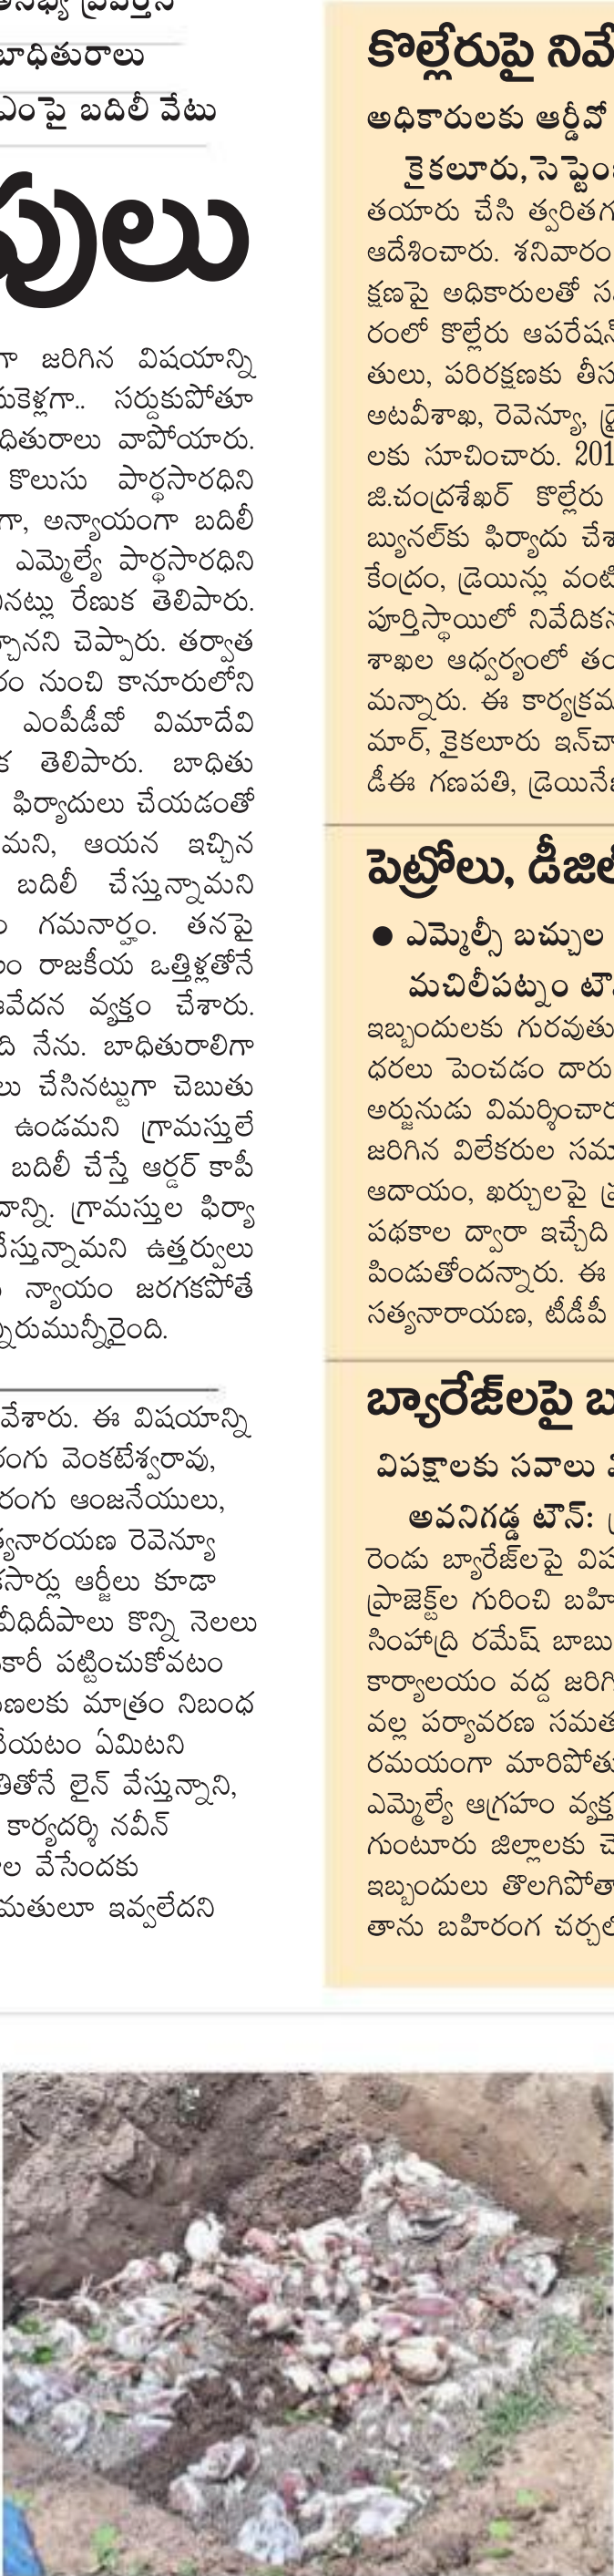 బాధితురాలు
ఎంపై బదిలీ వేటు
పులు
గా జరిగిన విషయాన్ని
సుకెళ్లగా.. సర్దుకుపోతూ
ధితురాలు వాపోయారు.
కొలుసు పార్థసారధిని
గా, అన్యాయంగా బదిలీ
ఎమ్మెల్యే పార్థసారధిని
నట్లు రేణుక తెలిపారు.
చ్చానని చెప్పారు. తర్వాత
రం నుంచి కానూరులోని
ఎంపీడీవో విమాదేవి
క తెలిపారు. బాధితు
ఫిర్యాదులు చేయడంతో
మని, ఆయన ఇచ్చిన
బదిలీ చేస్తున్నామని
ం గమనార్హం. తనపై
లం రాజకీయ ఒత్తిళ్లతోనే
ఆవేదన వ్యక్తం చేశారు.
ది నేను. బాధితురాలిగా
లు చేసినట్టుగా చెబుతు
ఉండమని గ్రామస్తులే
బదిలీ చేస్తే ఆర్డర్ కాపీ
దాన్ని. గ్రామస్తుల ఫిర్యా
చేస్తున్నామని ఉత్తర్వులు
న్యాయం జరగకపోతే
న్నీరుమున్నీరైంది.
వేశారు. ఈ విషయాన్ని
రంగు వెంకటేశ్వరావు,
రంగు ఆంజనేయులు,
త్యనారయణ రెవెన్యూ
కసార్లు ఆర్జీలు కూడా
వీధిదీపాలు కొన్ని నెలలు
కారీ పట్టించుకోవటం
ణలకు మాత్రం నిబంధ
చేయటం ఏమిటని
తితోనే లైన్ వేస్తున్నాని,
కార్యదర్శి నవీన్
ాల వేసేందకు
మతులూ ఇవ్వలేదని
కొల్లేరుపై నివే
అధికారులకు ఆర్డీవో
కైకలూరు, సెప్టెం
తయారు చేసి త్వరితగ
ఆదేశించారు. శనివారం
క్షణపై అధికారులతో స
రంలో కొల్లేరు ఆపరేషన్
తులు, పరిరక్షణకు తీస
అటవీశాఖ, రెవెన్యూ, డ్రై
లకు సూచించారు. 201
జి.చంద్రశేఖర్ కొల్లేరు
బ్యునల్‌కు ఫిర్యాదు చేశ
కేంద్రం, డ్రెయిన్లు వంటి
పూర్తిస్థాయిలో నివేదిక
శాఖల ఆధ్వర్యంలో తం
మన్నారు. ఈ కార్యక్రమ
మార్, కైకలూరు ఇన్‌చా
డీఈ గణపతి, డ్రెయినే
పెట్రోలు, డీజిల్
● ఎమ్మెల్సీ బచ్చుల
మచిలీపట్నం టౌ
ఇబ్బందులకు గురవుతు
ధరలు పెంచడం దారు
అర్జునుడు విమర్శించార
జరిగిన విలేకరుల సమ
ఆదాయం, ఖర్చులపై
పథకాల ద్వారా ఇచ్చేది
పిండుతోందన్నారు. ఈ
సత్యనారాయణ, టీడీపీ
బ్యారేజ్‌లపై బ
విపక్షాలకు సవాలు
అవనిగడ్డ టౌన్:
రెండు బ్యారేజ్‌లపై విప
ప్రాజెక్ట్‌ల గురించి బహి
సింహాద్రి రమేష్ బాబు
కార్యాలయం వద్ద జరిగి
వల్ల పర్యావరణ సమత
రమయంగా మారిపోతు
ఎమ్మెల్యే ఆగ్రహం వ్యక్త
గుంటూరు జిల్లాలకు చె
ఇబ్బందులు తొలగిపోతా
తాను బహిరంగ చర్చల